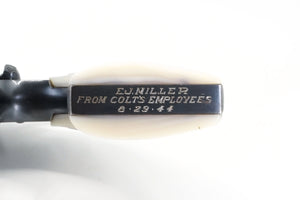 E.J. MILLER
FROM COLT'S EMPLOYEES
8·29·44